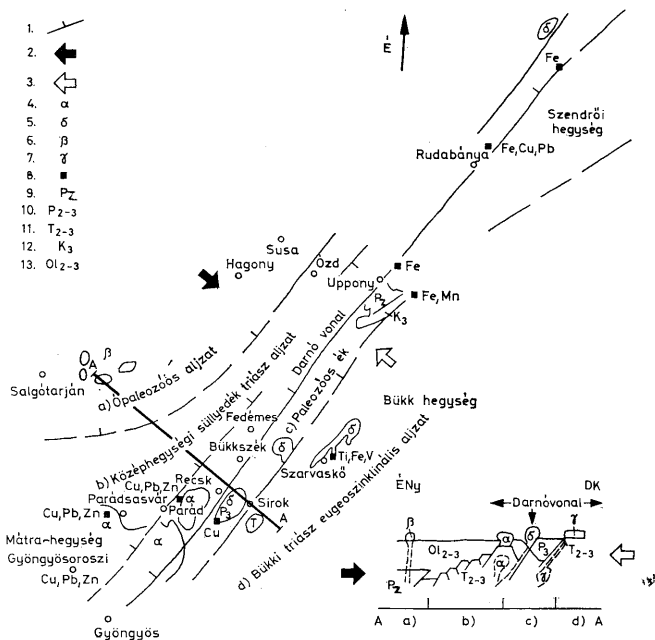 1.
2.
3.
4. α
5. δ
6. β
7. γ
8. ■
9. PZ
10. P2-3
11. T2-3
12. K3
13. Ol2-3
É
δ
Fe
Szendrői
hegység
Fe,Cu,Pb
Rudabánya
Susa
Hagony
Ózd
Fe
Uppony
PZ
Fe,Mn
K3
Darnó vonal
c) Paleozóós ék
A
β
a) Ópaleozóós aljzat
Salgótarján
b) Középhegységi süllyedék triász aljzat
Fedémes
Bükk hegység
Bükkszék
δ
δ
Ti,Fe,V
Szarvaskő
Recsk
Cu,Pb,Zn
Parádsasvár
α
δ
Sirok
Cu,Pb,Zn
α
Parád
P3
T
A
Cu
d) Bükki triász eugeoszinklinális aljzat
Mátra-hegység
α
Gyöngyösoroszi
Cu,Pb,Zn
Gyöngyös
ÉNy
DK
Darnóvonal
β
α
δ
γ
Ol2-3
P3
T2-3
T2-3
α
γ
PZ
A a) b) c) d) A